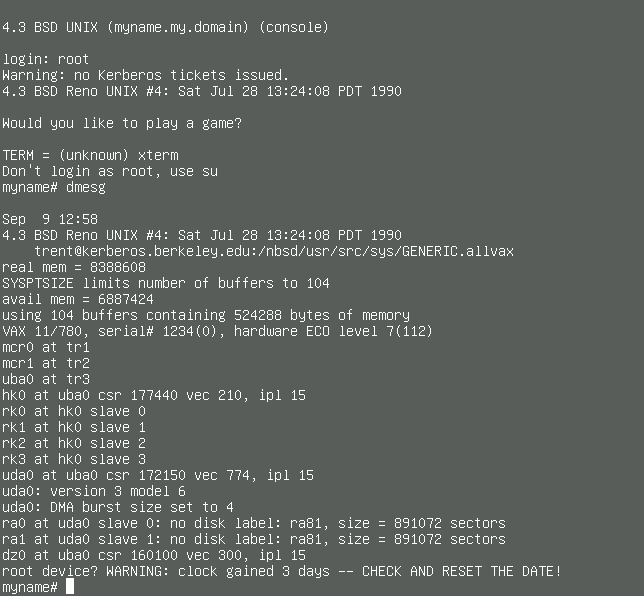 4.3 BSD UNIX (myname.my.domain) (console)
login: root
Warning: no Kerberos tickets issued.
4.3 BSD Reno UNIX #4: Sat Jul 28 13:24:08 PDT 1990
Would you like to play a game?
TERM = (unknown) xterm
Don't login as root, use su
myname# dmesg
Sep  9 12:58
4.3 BSD Reno UNIX #4: Sat Jul 28 13:24:08 PDT 1990
    trent@kerberos.berkeley.edu:/nbsd/usr/src/sys/GENERIC.allvax
real mem = 8388608
SYSPTSIZE limits number of buffers to 104
avail mem = 6887424
using 104 buffers containing 524288 bytes of memory
VAX 11/780, serial# 1234(0), hardware ECO level 7(112)
mcr0 at tr1
mcr1 at tr2
uba0 at tr3
hk0 at uba0 csr 177440 vec 210, ipl 15
rk0 at hk0 slave 0
rk1 at hk0 slave 1
rk2 at hk0 slave 2
rk3 at hk0 slave 3
uda0 at uba0 csr 172150 vec 774, ipl 15
uda0: version 3 model 6
uda0: DMA burst size set to 4
ra0 at uda0 slave 0: no disk label: ra81, size = 891072 sectors
ra1 at uda0 slave 1: no disk label: ra81, size = 891072 sectors
dz0 at uba0 csr 160100 vec 300, ipl 15
root device? WARNING: clock gained 3 days -- CHECK AND RESET THE DATE!
myname#